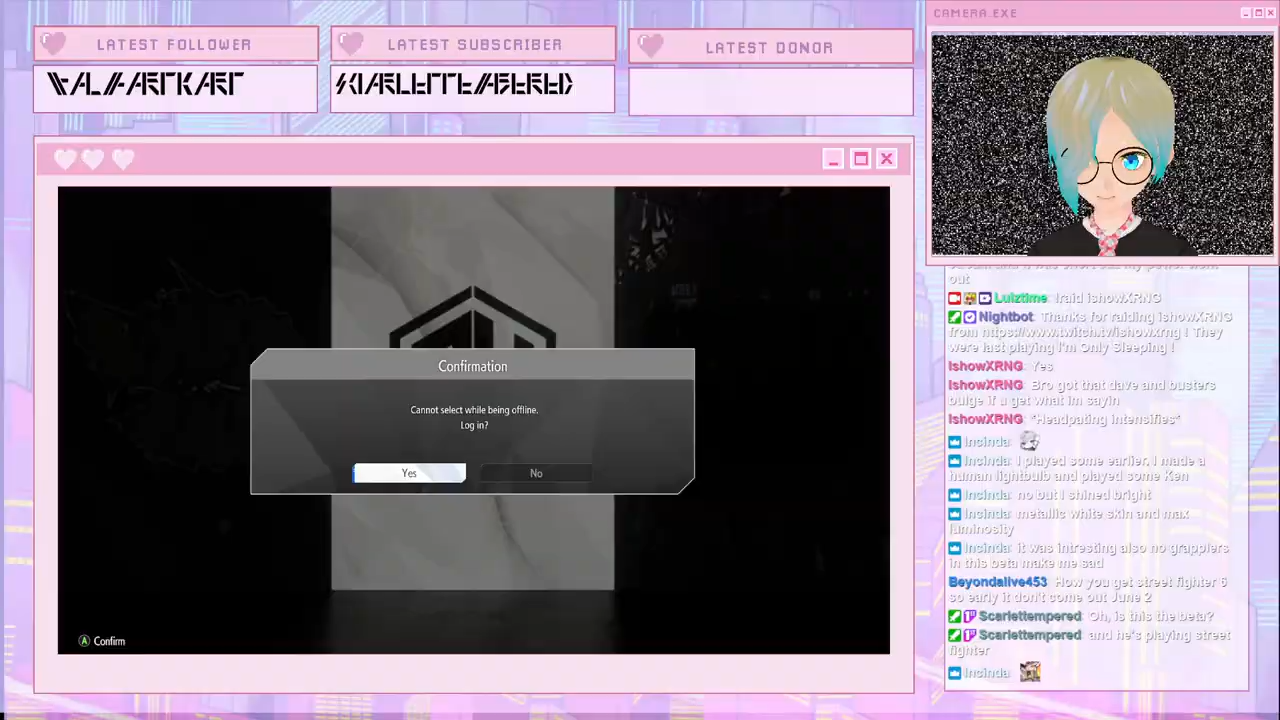 CAMERA.EXE
LATEST FOLLOWER
LATEST SUBSCRIBER
LATEST DONOR
Confirmation
Cannot select while being offline.
Log in?
Yes
No
A Confirm
out
Luiztime: !raid ishowXRNG
Nightbot: Thanks for raiding ishowXRNG
from https://www.twitch.tv/ishowxrng ! They
were last playing I'm Only Sleeping !
IshowXRNG: Yes
IshowXRNG: Bro got that dave and busters
bulge if u get what im sayin
IshowXRNG: *Headpating intensifies*
Incinda:
Incinda: I played some earlier. I made a
human lightbulb and played some Ken
Incinda: no but I shined bright
Incinda: metallic white skin and max
luminosity
Incinda: it was intresting also no grapplers
in this beta make me sad
Beyondalive453: How you get street fighter 6
so early it don't come out June 2
Scarlettempered: Oh, is this the beta?
Scarlettempered: and he's playing street
fighter
Incinda: